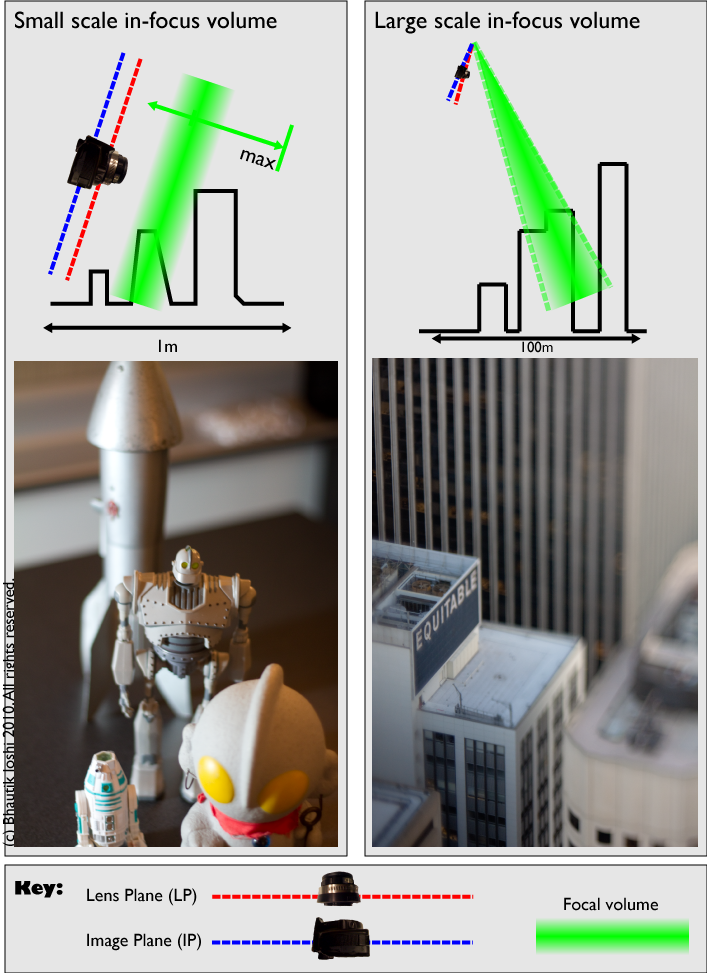 Small scale in-focus volume
max
1m
Large scale in-focus volume
100m
EQUITABLE
(c) Bhautik Joshi 2010. All rights reserved.
Key:
Lens Plane (LP)
Image Plane (IP)
Focal volume